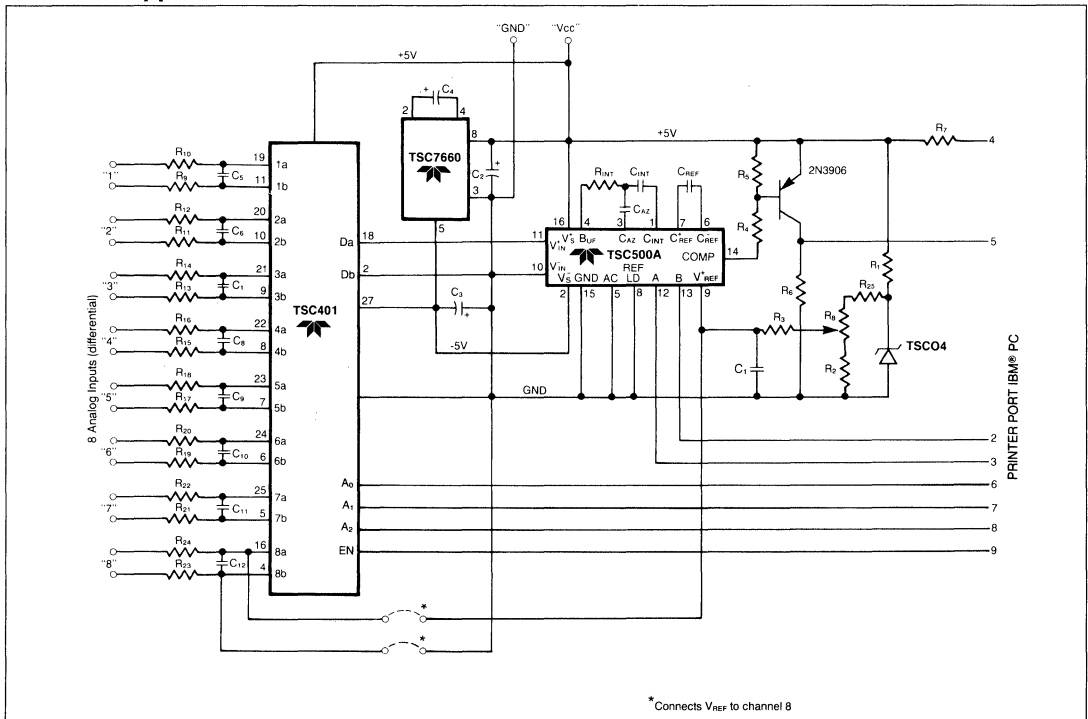 "GND" "Vcc"
+5V
2 + C4 4
TSC7660
8
+5V
R7 4
C2 +
3
5
R5
2N3906
R4
5
RINT CINT CREF
CAZ
16 4 3 1 7 6
V+S BUF CAZ CINT C+REF C-REF
11 V+IN TSC500A COMP 14
10 V-IN REF
V-S GND AC LD A B V+REF
2 15 5 8 12 13 9
R6
R1
R25
R3 R8
TSCO4
C1 R2
8 Analog Inputs (differential)
"1" R10 19 1a
R9 C5 11 1b
"2" R12 20 2a
R11 C6 10 2b
"3" R14 21 3a
R13 C1 9 3b
"4" R16 22 4a
R15 C8 8 4b
"5" R18 23 5a
R17 C9 7 5b
"6" R20 24 6a
R19 C10 6 6b
"7" R22 25 7a
R21 C11 5 7b
"8" R24 16 8a
R23 C12 4 8b
TSC401
Da 18
Db 2
27
C3 +
-5V
GND
2
3
A0 6
A1 7
A2 8
EN 9
PRINTER PORT IBM® PC
*
*
*Connects VREF to channel 8